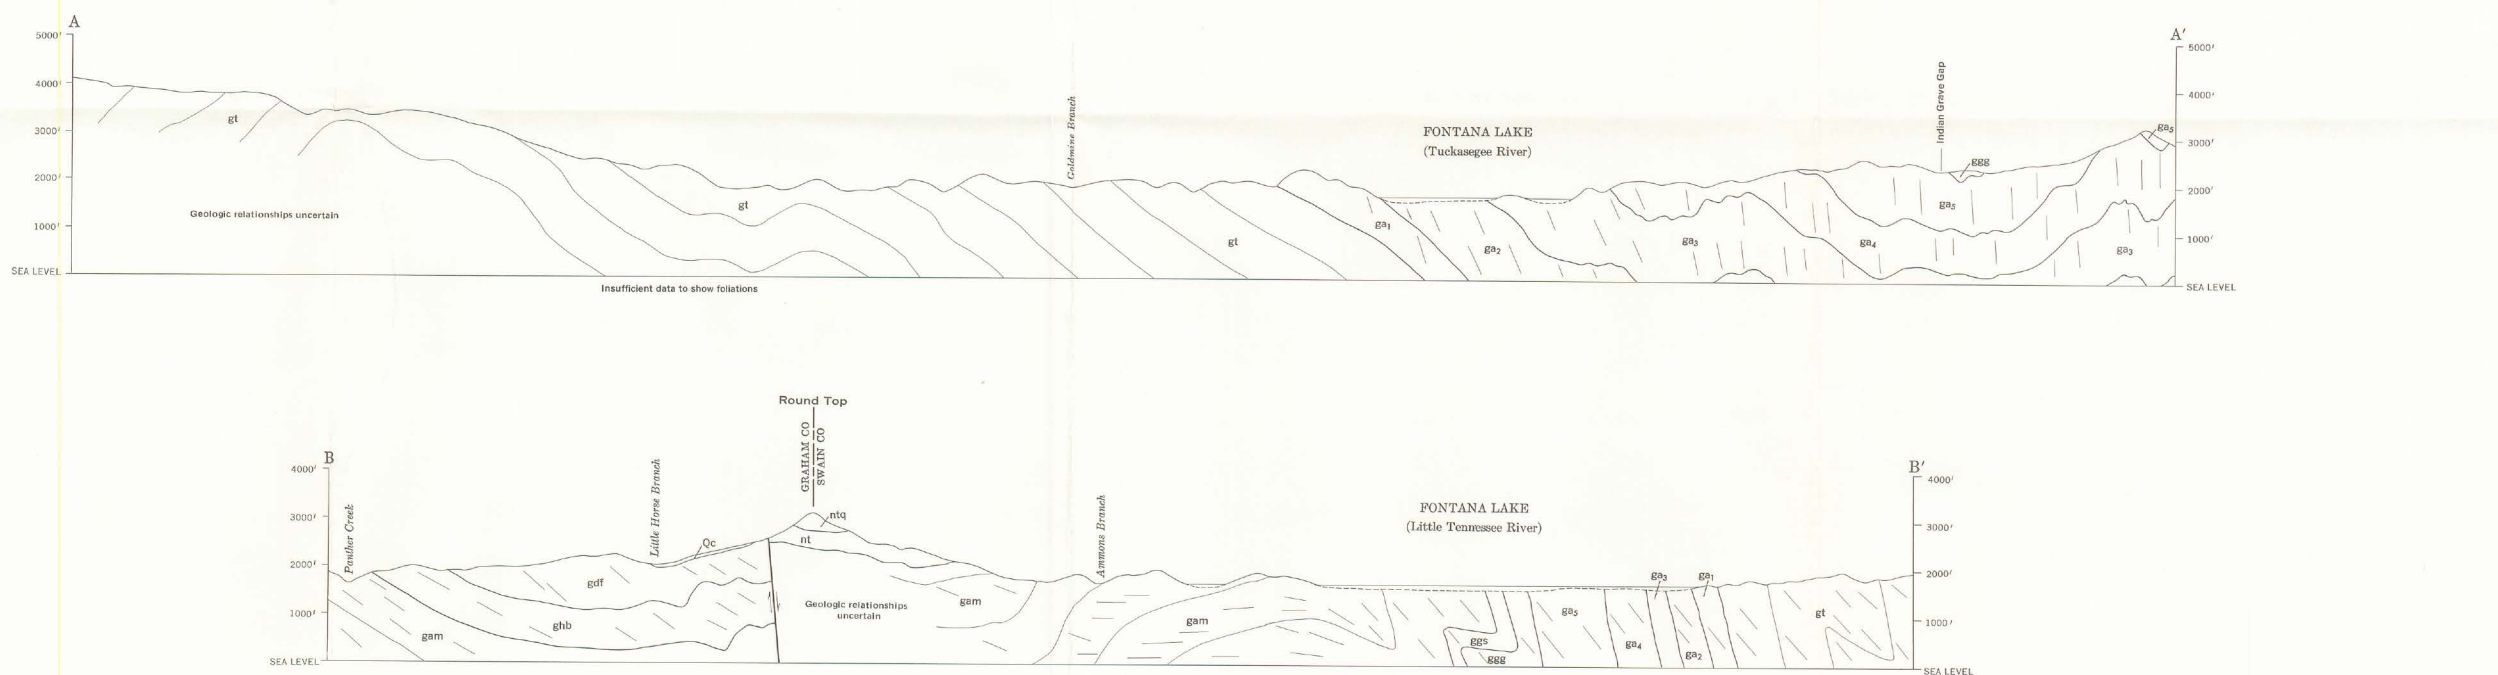 A
A′
5000′
4000′
3000′
2000′
1000′
SEA LEVEL
gt
Geologic relationships uncertain
Insufficient data to show foliations
gt
Goldmine Branch
gt
FONTANA LAKE
(Tuckasegee River)
ga1
ga2
ga3
ga4
ga5
Indian Grave Gap
ggg
ga5
ga3
5000′
4000′
3000′
2000′
1000′
SEA LEVEL
B
B′
4000′
3000′
2000′
1000′
SEA LEVEL
Panther Creek
Little Horse Branch
Round Top
GRAHAM CO
SWAIN CO
ntq
nt
Qc
gdf
ghb
gam
Geologic relationships
uncertain
gam
Ammons Branch
gam
FONTANA LAKE
(Little Tennessee River)
ggs
ggg
ga5
ga4
ga3
ga2
ga1
gt
4000′
3000′
2000′
1000′
SEA LEVEL